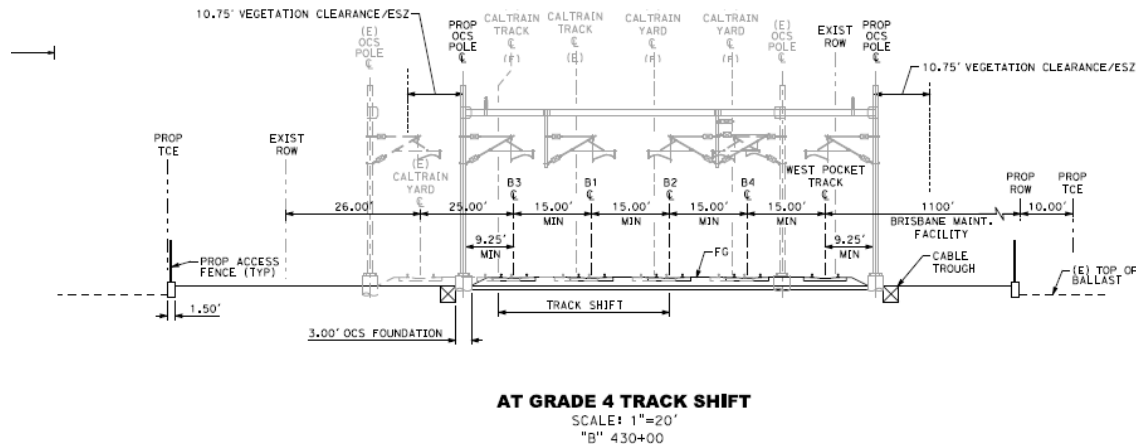 10.75' VEGETATION CLEARANCE/ESZ
(E)
OCS
POLE
℄
PROP
OCS
POLE
℄
CALTRAIN
TRACK
℄
CALTRAIN
TRACK
℄
(E)
CALTRAIN
YARD
℄
CALTRAIN
YARD
℄
(E)
OCS
POLE
℄
EXIST
ROW
PROP
OCS
POLE
℄
10.75' VEGETATION CLEARANCE/ESZ
PROP
TCE
EXIST
ROW
(E)
CALTRAIN
YARD
℄
B3
℄
B1
℄
B2
℄
B4
℄
WEST POCKET
TRACK
℄
PROP
ROW
PROP
TCE
26.00'
25.00'
15.00'
MIN
15.00'
MIN
15.00'
MIN
15.00'
MIN
1100'
BRISBANE MAINT.
FACILITY
10.00'
9.25'
MIN
9.25'
MIN
PROP ACCESS
FENCE (TYP)
FG
CABLE
TROUGH
(E) TOP OF
BALLAST
1.50'
TRACK SHIFT
3.00' OCS FOUNDATION
AT GRADE 4 TRACK SHIFT
SCALE: 1"=20'
"B" 430+00